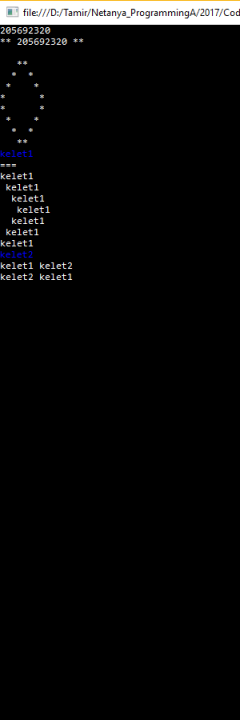 file:///D:/Tamir/Netanya_ProgrammingA/2017/Cod
205692320
** 205692320 **

   **
  *  *
 *    *
*      *
*      *
 *    *
  *  *
   **
kelet1
===
kelet1
 kelet1
  kelet1
   kelet1
  kelet1
 kelet1
kelet1
kelet2
kelet1 kelet2
kelet2 kelet1